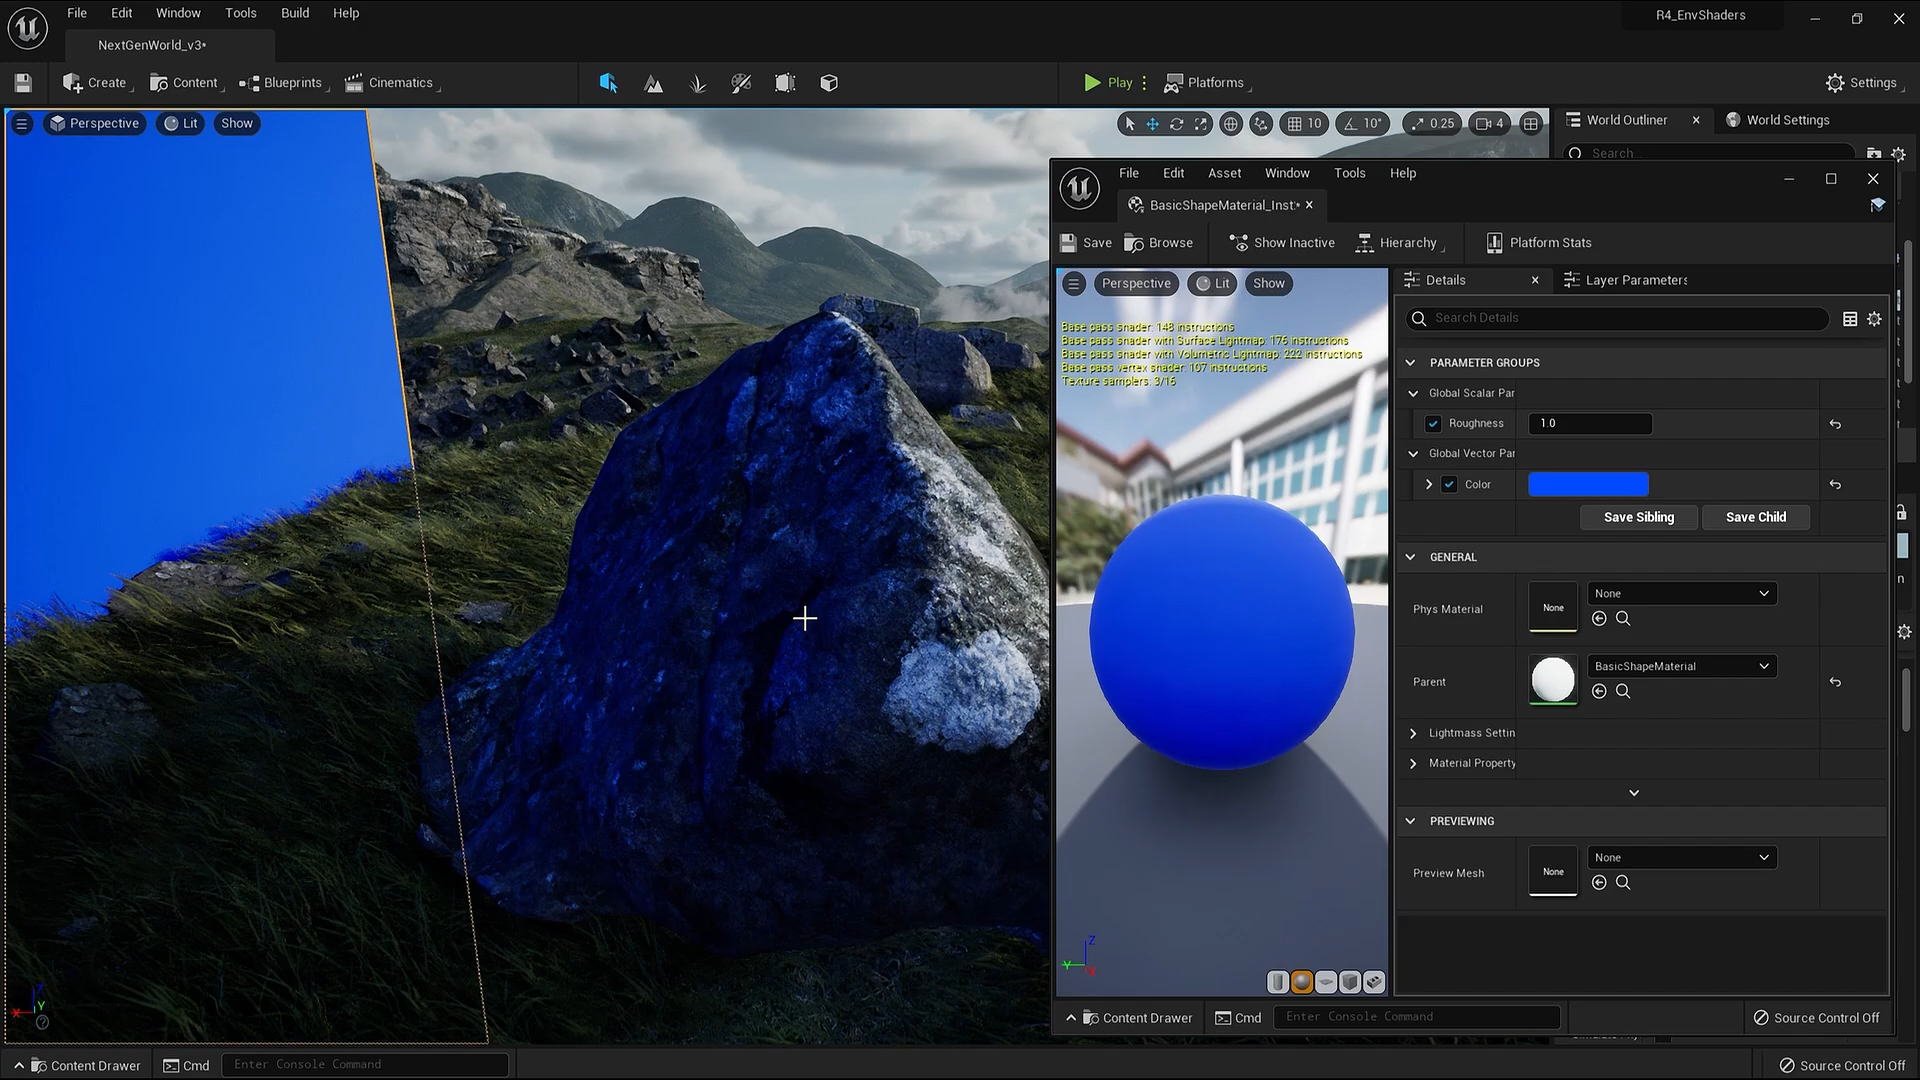 File Edit Window Tools Build Help
R4_EnvShaders
NextGenWorld_v3*
Create Content Blueprints Cinematics
Play Platforms
Settings
Perspective Lit Show
10 10° 0.25 4
World Outliner World Settings
Search...
File Edit Asset Window Tools Help
BasicShapeMaterial_Inst*
Save Browse Show Inactive Hierarchy Platform Stats
Perspective Lit Show
Base pass shader: 148 instructions
Base pass shader with Surface Lightmap: 176 instructions
Base pass shader with Volumetric Lightmap: 222 instructions
Base pass vertex shader: 107 instructions
Texture samplers: 3/16
Details Layer Parameters
Search Details
PARAMETER GROUPS
Global Scalar Par
Roughness 1.0
Global Vector Par
Color
Save Sibling Save Child
GENERAL
Phys Material None None
Parent BasicShapeMaterial
Lightmass Settin
Material Property
PREVIEWING
Preview Mesh None None
Z
Y
X
Content Drawer Cmd Enter Console Command Source Control Off
Z
Y
X
Content Drawer Cmd Enter Console Command Source Control Off